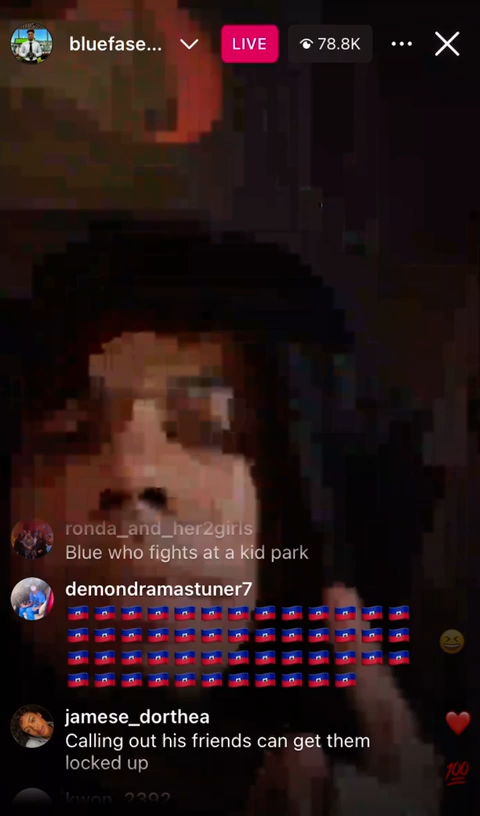 bluefase...
LIVE
78.8K
ronda_and_her2girls
Blue who fights at a kid park
demondramastuner7
🇭🇹🇭🇹🇭🇹🇭🇹🇭🇹🇭🇹🇭🇹🇭🇹🇭🇹🇭🇹🇭🇹🇭🇹🇭🇹
🇭🇹🇭🇹🇭🇹🇭🇹🇭🇹🇭🇹🇭🇹🇭🇹🇭🇹🇭🇹🇭🇹🇭🇹🇭🇹
🇭🇹🇭🇹🇭🇹🇭🇹🇭🇹🇭🇹🇭🇹🇭🇹🇭🇹🇭🇹🇭🇹🇭🇹🇭🇹
🇭🇹🇭🇹🇭🇹🇭🇹🇭🇹🇭🇹🇭🇹🇭🇹🇭🇹🇭🇹🇭🇹
jamese_dorthea
Calling out his friends can get them
locked up
kwon_2392
💯